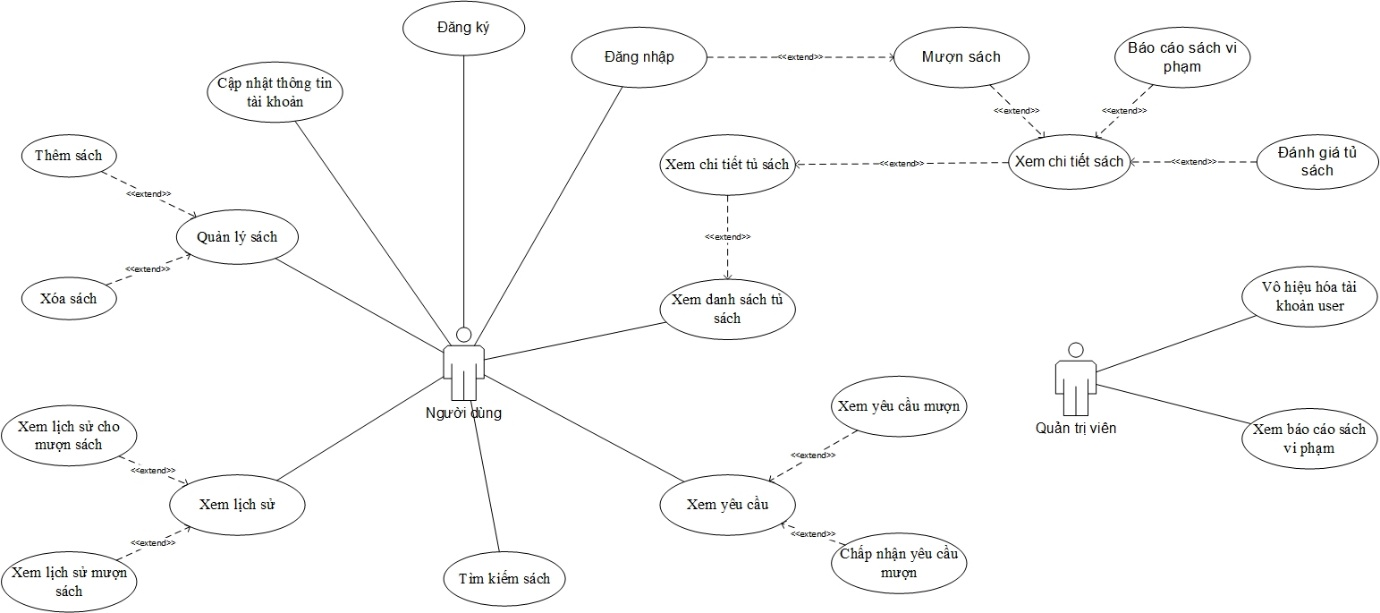 Đăng ký
Đăng nhập
<<extend>>
Mượn sách
Báo cáo sách vi
phạm
Cập nhật thông tin
tài khoản
<<extend>>
<<extend>>
Thêm sách
Xem chi tiết tủ sách
<<extend>>
Xem chi tiết sách
<<extend>>
Đánh giá tủ
sách
<<extend>>
Quản lý sách
<<extend>>
<<extend>>
Xóa sách
Xem danh sách tủ
sách
Vô hiệu hóa tài
khoản user
Người dùng
Xem yêu cầu mượn
Quản trị viên
Xem báo cáo sách
vi phạm
Xem lịch sử cho
mượn sách
<<extend>>
<<extend>>
Xem lịch sử
Xem yêu cầu
<<extend>>
<<extend>>
Xem lịch sử mượn
sách
Tìm kiếm sách
Chấp nhận yêu cầu
mượn